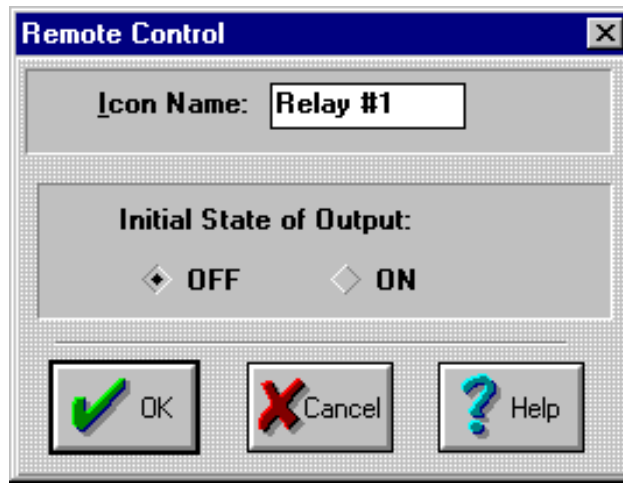 Remote Control
Icon Name: Relay #1
Initial State of Output:
OFF ON
OK Cancel Help